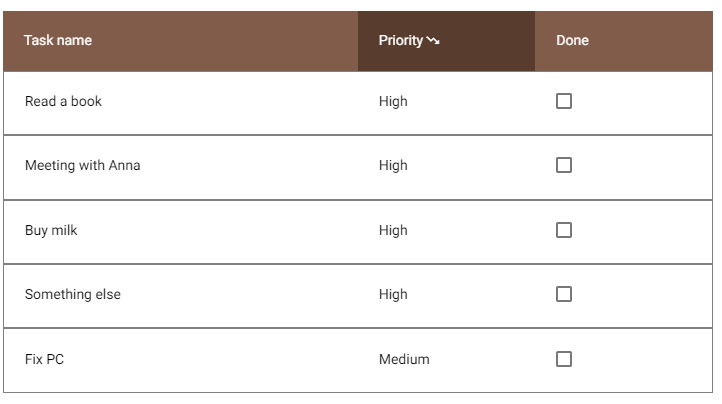 Task name Priority Done
Read a book High
Meeting with Anna High
Buy milk High
Something else High
Fix PC Medium